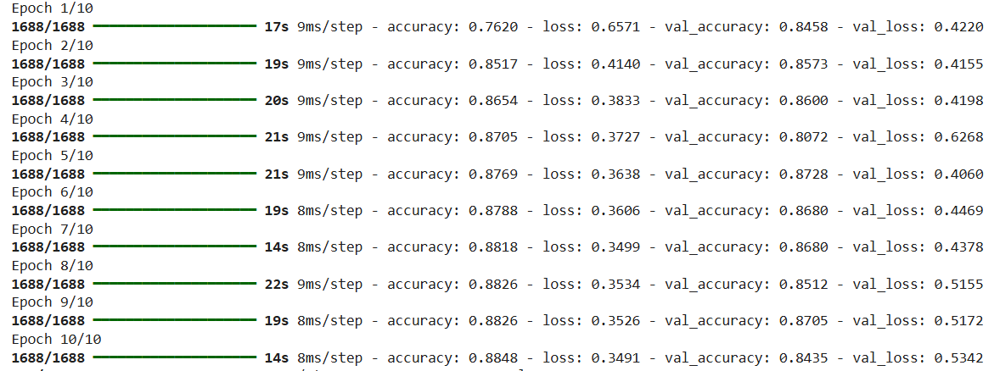 Epoch 1/10
1688/1688 ━━━━━━━━━━━━━━━━━━━━ 17s 9ms/step - accuracy: 0.7620 - loss: 0.6571 - val_accuracy: 0.8458 - val_loss: 0.4220
Epoch 2/10
1688/1688 ━━━━━━━━━━━━━━━━━━━━ 19s 9ms/step - accuracy: 0.8517 - loss: 0.4140 - val_accuracy: 0.8573 - val_loss: 0.4155
Epoch 3/10
1688/1688 ━━━━━━━━━━━━━━━━━━━━ 20s 9ms/step - accuracy: 0.8654 - loss: 0.3833 - val_accuracy: 0.8600 - val_loss: 0.4198
Epoch 4/10
1688/1688 ━━━━━━━━━━━━━━━━━━━━ 21s 9ms/step - accuracy: 0.8705 - loss: 0.3727 - val_accuracy: 0.8072 - val_loss: 0.6268
Epoch 5/10
1688/1688 ━━━━━━━━━━━━━━━━━━━━ 21s 9ms/step - accuracy: 0.8769 - loss: 0.3638 - val_accuracy: 0.8728 - val_loss: 0.4060
Epoch 6/10
1688/1688 ━━━━━━━━━━━━━━━━━━━━ 19s 8ms/step - accuracy: 0.8788 - loss: 0.3606 - val_accuracy: 0.8680 - val_loss: 0.4469
Epoch 7/10
1688/1688 ━━━━━━━━━━━━━━━━━━━━ 14s 8ms/step - accuracy: 0.8818 - loss: 0.3499 - val_accuracy: 0.8680 - val_loss: 0.4378
Epoch 8/10
1688/1688 ━━━━━━━━━━━━━━━━━━━━ 22s 9ms/step - accuracy: 0.8826 - loss: 0.3534 - val_accuracy: 0.8512 - val_loss: 0.5155
Epoch 9/10
1688/1688 ━━━━━━━━━━━━━━━━━━━━ 19s 8ms/step - accuracy: 0.8826 - loss: 0.3526 - val_accuracy: 0.8705 - val_loss: 0.5172
Epoch 10/10
1688/1688 ━━━━━━━━━━━━━━━━━━━━ 14s 8ms/step - accuracy: 0.8848 - loss: 0.3491 - val_accuracy: 0.8435 - val_loss: 0.5342